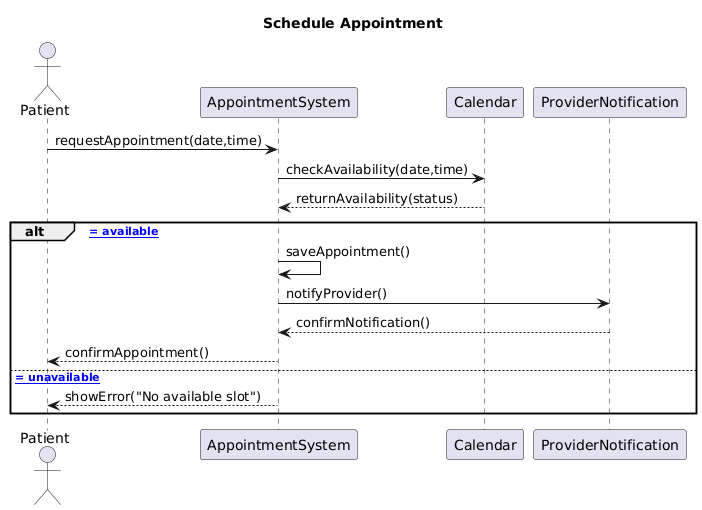 Schedule Appointment
Patient
AppointmentSystem
Calendar
ProviderNotification
requestAppointment(date,time)
checkAvailability(date,time)
returnAvailability(status)
alt
= available
saveAppointment()
notifyProvider()
confirmNotification()
confirmAppointment()
= unavailable
showError("No available slot")
Patient
AppointmentSystem
Calendar
ProviderNotification